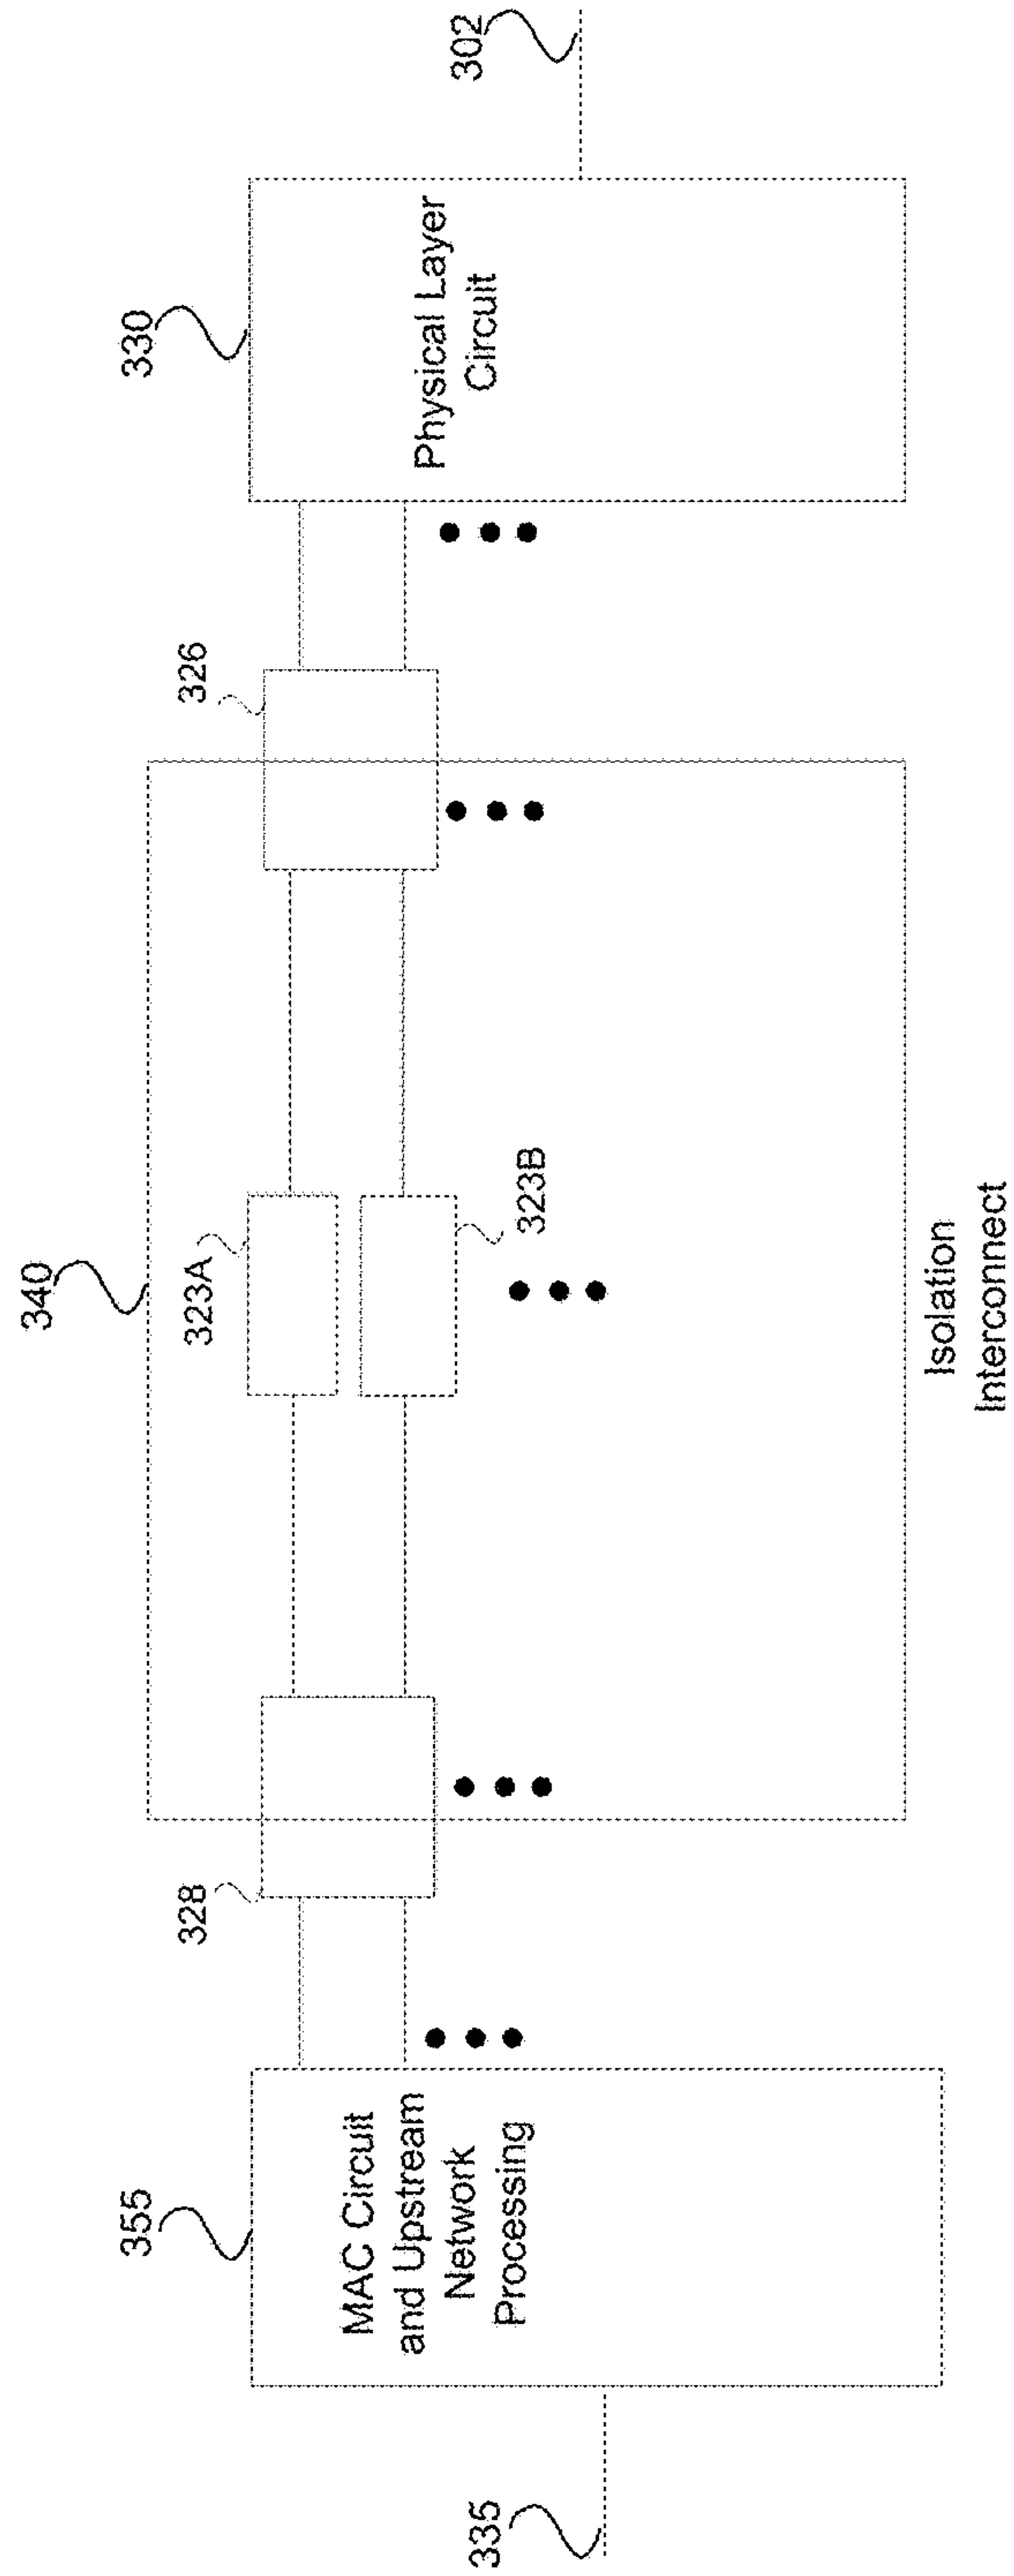 335
355
MAC Circuit
and Upstream
Network
Processing
328
340
323A
323B
Isolation
Interconnect
326
330
Physical Layer
Circuit
302